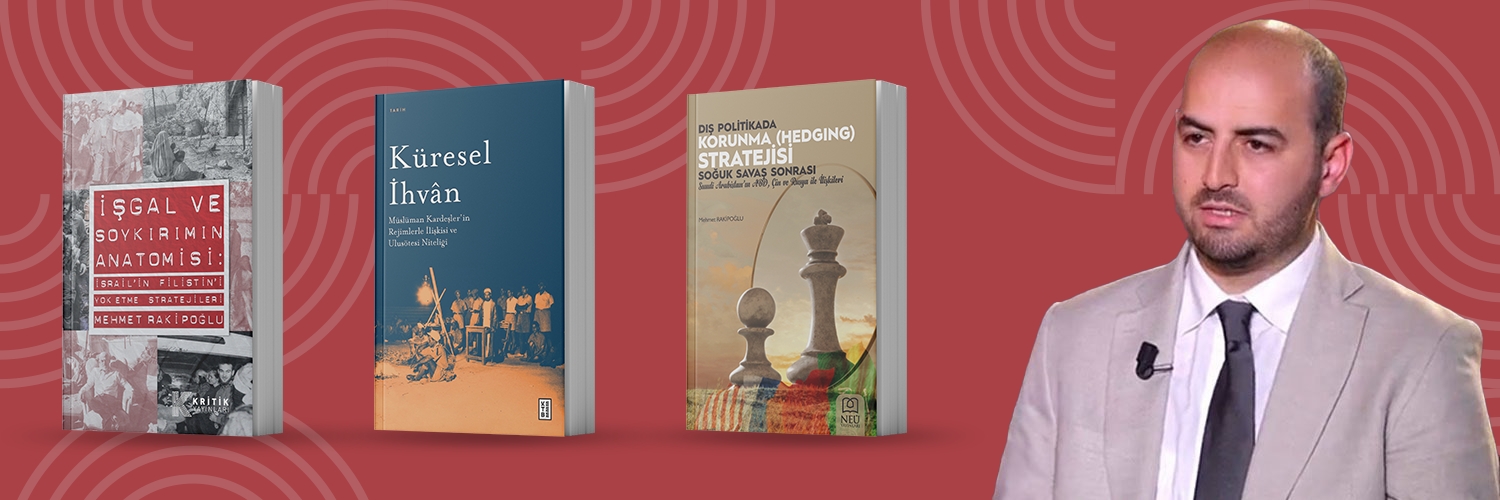 İŞGAL VE
SOYKIRIMIN
ANATOMİSİ:
İSRAİL'İN FİLİSTİN'İ
YOK ETME STRATEJİLERİ
MEHMET RAKİPOĞLU
KRİTİK
YAYINLARI
TARİH
Küresel
İhvân
Müslüman Kardeşler'in
Rejimlerle İlişkisi ve
Ulusötesi Niteliği
DIŞ POLİTİKADA
KORUNMA (HEDGING)
STRATEJİSİ
SOĞUK SAVAŞ SONRASI
Suudi Arabistan'ın ABD, Çin ve Rusya ile İlişkileri
Mehmet RAKİPOĞLU
NEÜ